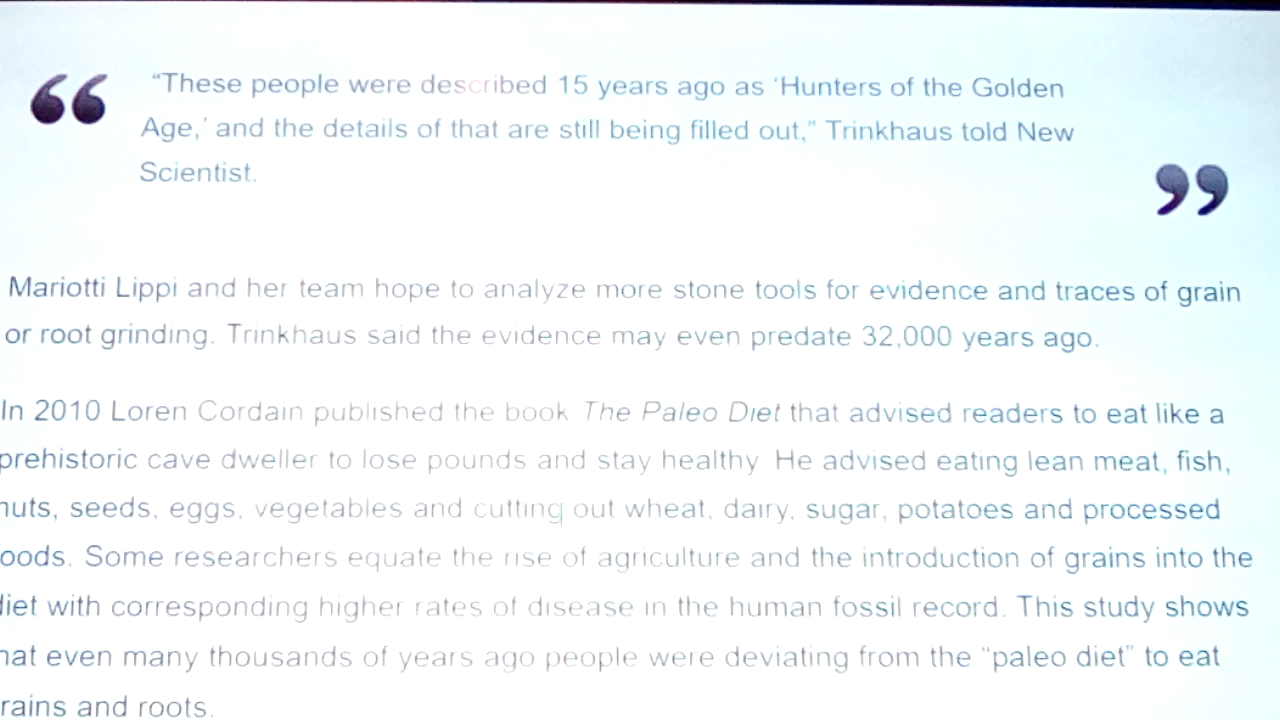 “These people were described 15 years ago as ‘Hunters of the Golden
Age,’ and the details of that are still being filled out,” Trinkhaus told New
Scientist.
Mariotti Lippi and her team hope to analyze more stone tools for evidence and traces of grain
or root grinding. Trinkhaus said the evidence may even predate 32,000 years ago.
In 2010 Loren Cordain published the book The Paleo Diet that advised readers to eat like a
prehistoric cave dweller to lose pounds and stay healthy He advised eating lean meat, fish,
nuts, seeds, eggs, vegetables and cutting out wheat, dairy, sugar, potatoes and processed
oods. Some researchers equate the rise of agriculture and the introduction of grains into the
diet with corresponding higher rates of disease in the human fossil record. This study shows
hat even many thousands of years ago people were deviating from the “paleo diet” to eat
rains and roots.